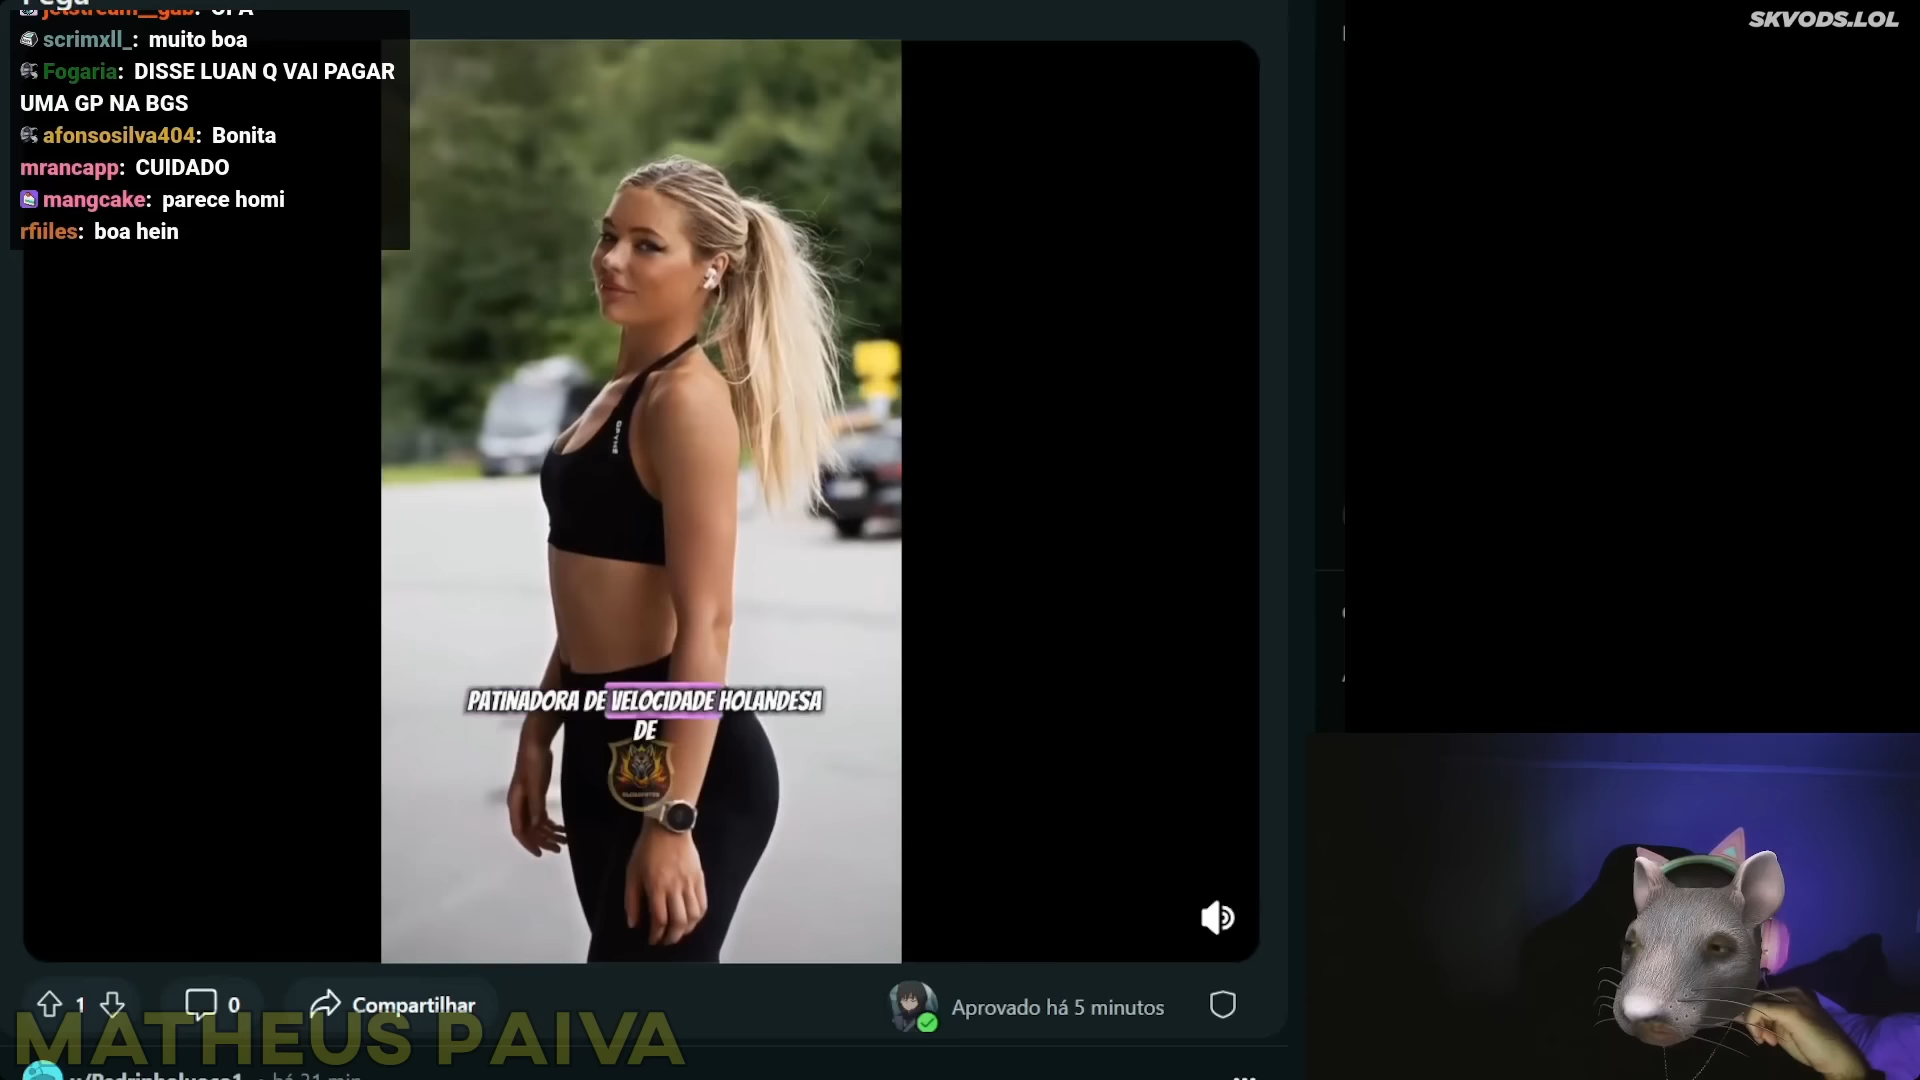 scrimxll_: muito boa
Fogaria: DISSE LUAN Q VAI PAGAR
UMA GP NA BGS
afonsosilva404: Bonita
mrancapp: CUIDADO
mangcake: parece homi
rfiiles: boa hein
SKVODS.LOL
PATINADORA DE VELOCIDADE HOLANDESA
DE
1
0
Compartilhar
Aprovado há 5 minutos
MATHEUS PAIVA